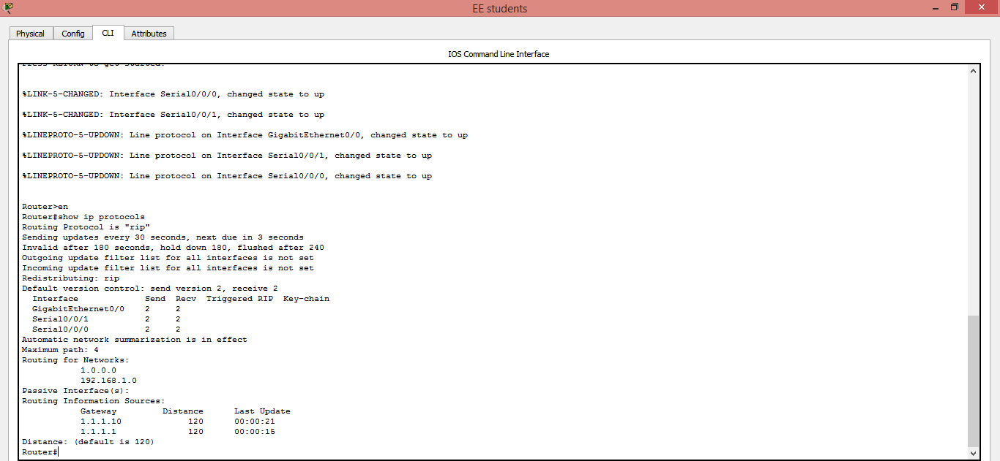 EE students
Physical Config CLI Attributes
IOS Command Line Interface
Press RETURN to get started.
%LINK-5-CHANGED: Interface Serial0/0/0, changed state to up
%LINK-5-CHANGED: Interface Serial0/0/1, changed state to up
%LINEPROTO-5-UPDOWN: Line protocol on Interface GigabitEthernet0/0, changed state to up
%LINEPROTO-5-UPDOWN: Line protocol on Interface Serial0/0/1, changed state to up
%LINEPROTO-5-UPDOWN: Line protocol on Interface Serial0/0/0, changed state to up
Router>en
Router#show ip protocols
Routing Protocol is "rip"
Sending updates every 30 seconds, next due in 3 seconds
Invalid after 180 seconds, hold down 180, flushed after 240
Outgoing update filter list for all interfaces is not set
Incoming update filter list for all interfaces is not set
Redistributing: rip
Default version control: send version 2, receive 2
Interface Send Recv Triggered RIP Key-chain
GigabitEthernet0/0 2 2
Serial0/0/1 2 2
Serial0/0/0 2 2
Automatic network summarization is in effect
Maximum path: 4
Routing for Networks:
1.0.0.0
192.168.1.0
Passive Interface(s):
Routing Information Sources:
Gateway Distance Last Update
1.1.1.10 120 00:00:21
1.1.1.1 120 00:00:15
Distance: (default is 120)
Router#